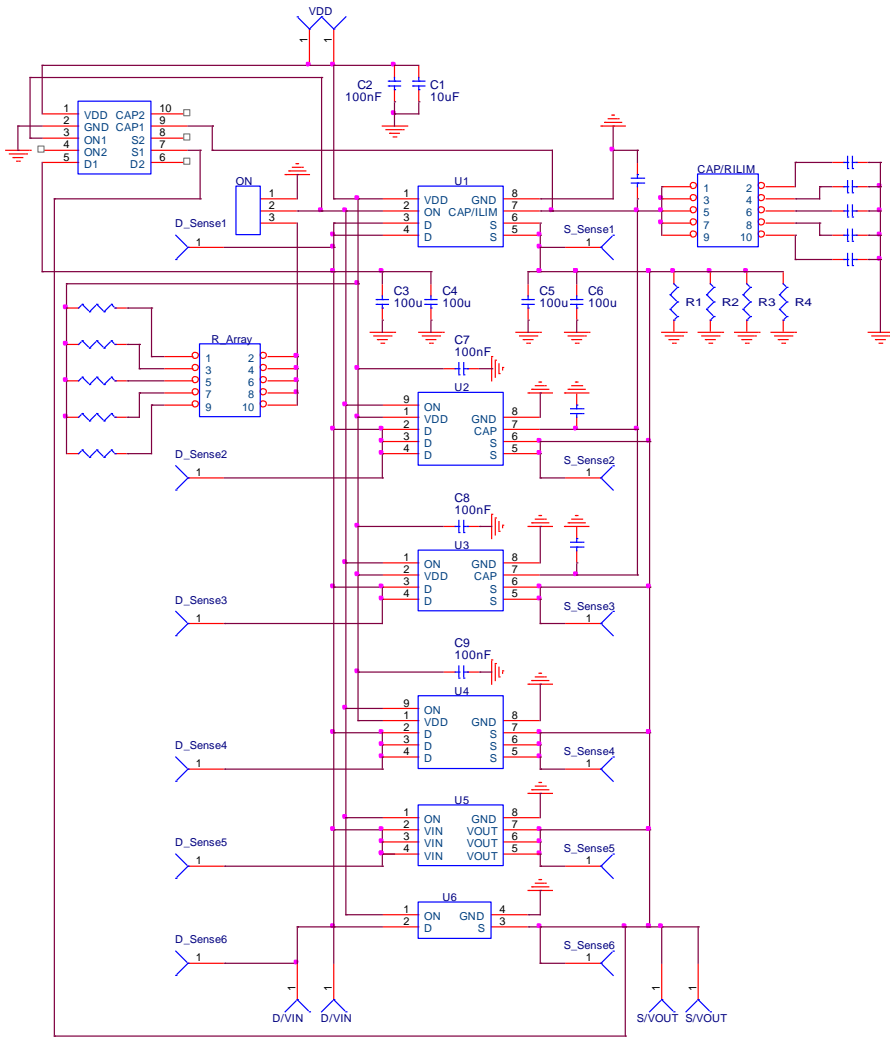 VDD
1 1
C2 C1
100nF 10uF
1 VDD CAP2 10
2 GND CAP1 9
3 ON1 S2 8
4 ON2 S1 7
5 D1 D2 6
ON
1
2
3
U1
1 VDD GND 8
2 ON CAP/ILIM 7
3 D S 6
4 D S 5
CAP/RILIM
1 2
3 4
5 6
7 8
9 10
D_Sense1
1
S_Sense1
1
C3 C4
100u 100u
C5 C6
100u 100u
R1 R2 R3 R4
R_Array
1 2
3 4
5 6
7 8
9 10
C7
100nF
U2
9 ON
1 VDD GND 8
2 D CAP 7
3 D S 6
4 D S 5
D_Sense2
1
S_Sense2
1
C8
100nF
U3
1 ON GND 8
2 VDD CAP 7
3 D S 6
4 D S 5
D_Sense3
1
S_Sense3
1
C9
100nF
U4
9 ON
1 VDD GND 8
2 D S 7
3 D S 6
4 D S 5
D_Sense4
1
S_Sense4
1
U5
1 ON GND 8
2 VIN VOUT 7
3 VIN VOUT 6
4 VIN VOUT 5
D_Sense5
1
S_Sense5
1
U6
1 ON GND 4
2 D S 3
D_Sense6
1
S_Sense6
1
1 1 1 1
D/VIN D/VIN S/VOUT S/VOUT